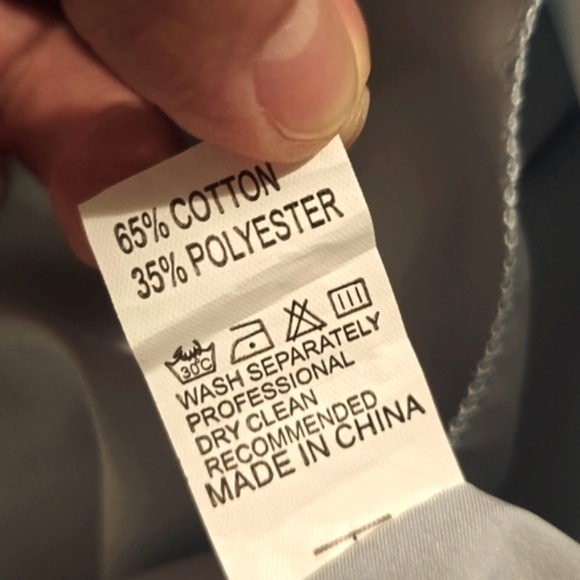 65% COTTON
35% POLYESTER
30°C
WASH SEPARATELY
PROFESSIONAL
DRY CLEAN
RECOMMENDED
MADE IN CHINA